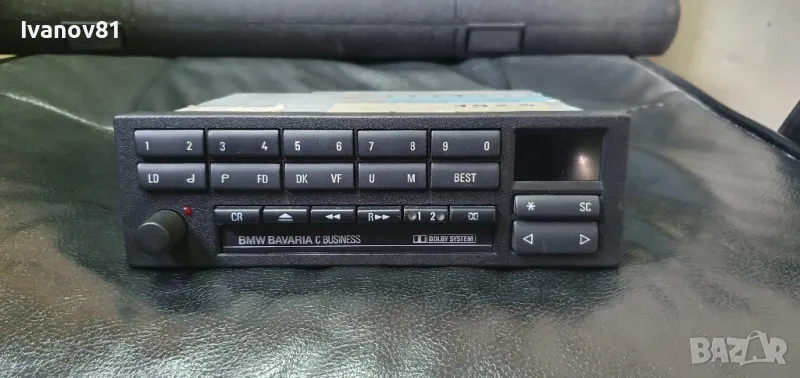 Ivanov81
1 2 3 4 5 6 7 8 9 0
LD P FD DK VF U M BEST
* SC
CR R 1 2
BMW BAVARIA C BUSINESS DOLBY SYSTEM
BAZAR